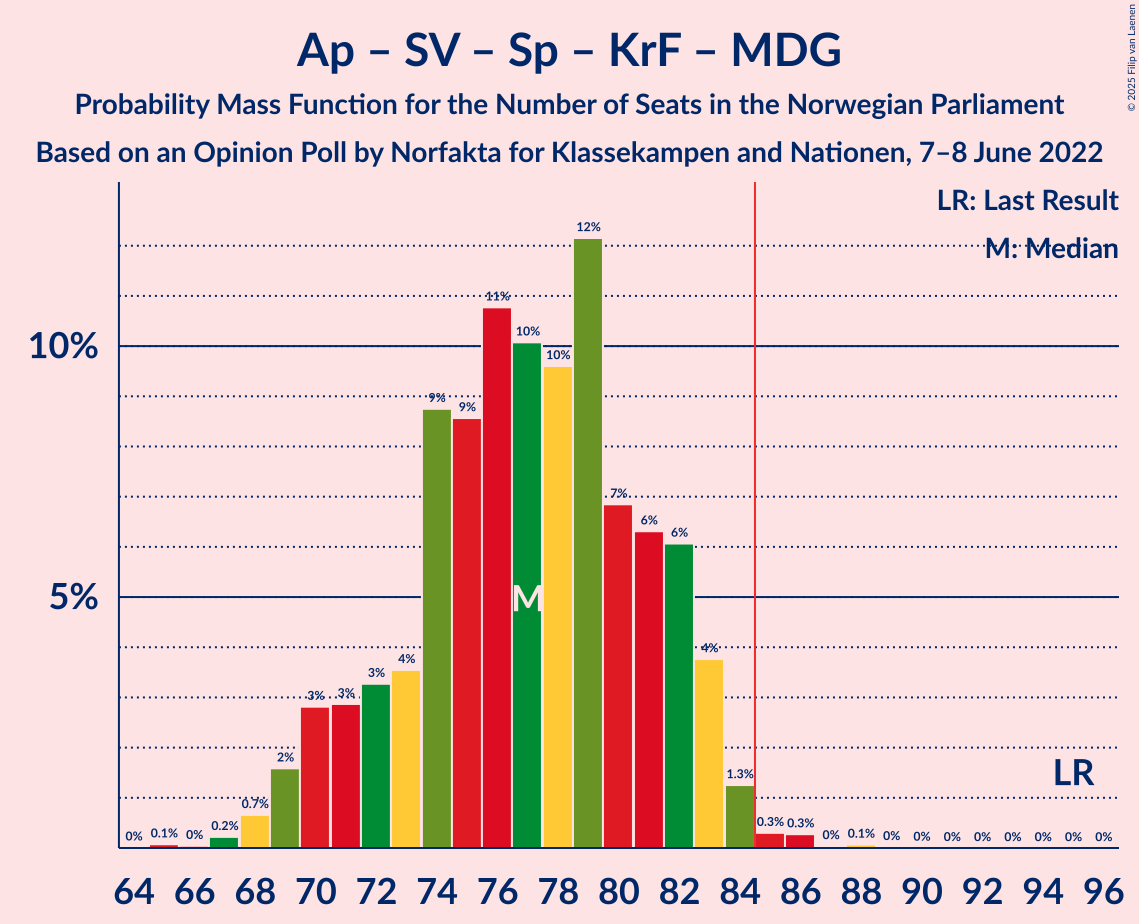 Ap – SV – Sp – KrF – MDG
Probability Mass Function for the Number of Seats in the Norwegian Parliament
Based on an Opinion Poll by Norfakta for Klassekampen and Nationen, 7–8 June 2022
© 2025 Filip van Laenen
LR: Last Result
M: Median
10%
5%
0% 0.1% 0% 0.2% 0.7% 2% 3% 3% 3% 4% 9% 9% 11% 10% 10% 12% 7% 6% 6% 4% 1.3% 0.3% 0.3% 0% 0.1% 0% 0% 0% 0% 0% 0% 0% 0%
M
LR
64 66 68 70 72 74 76 78 80 82 84 86 88 90 92 94 96